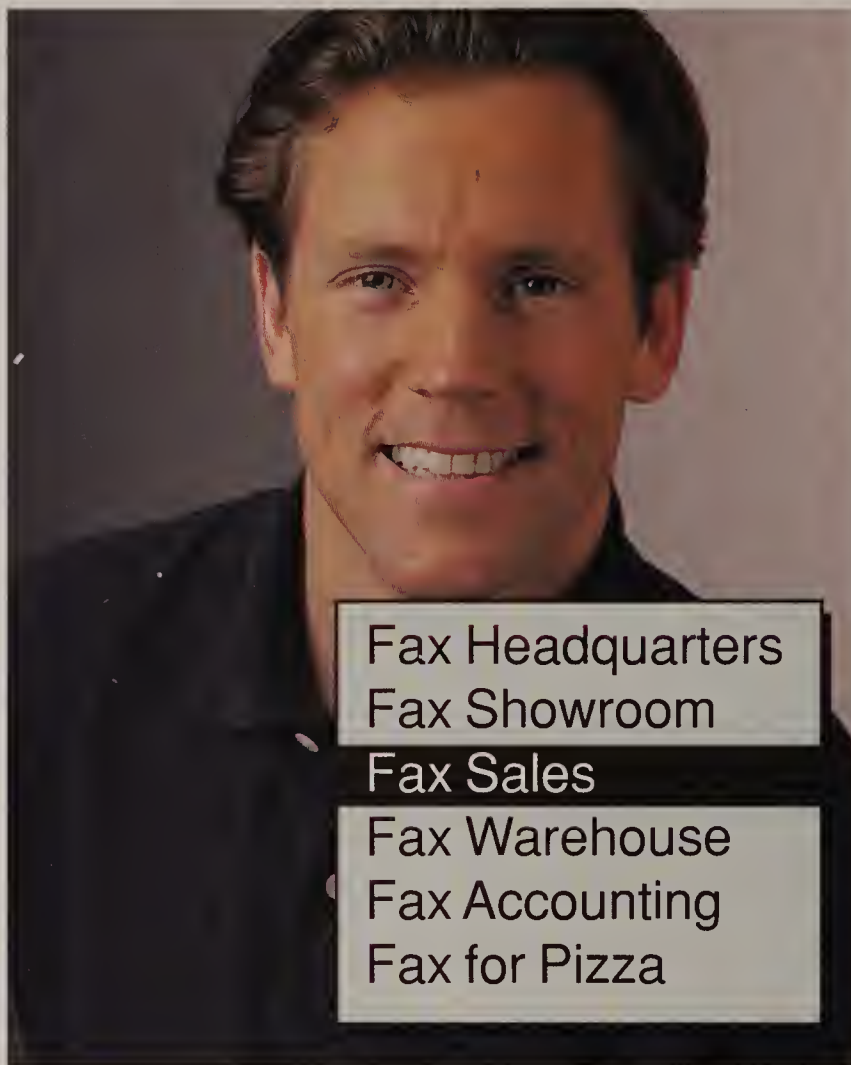 Fax Headquarters
Fax Showroom
Fax Sales
Fax Warehouse
Fax Accounting
Fax for Pizza